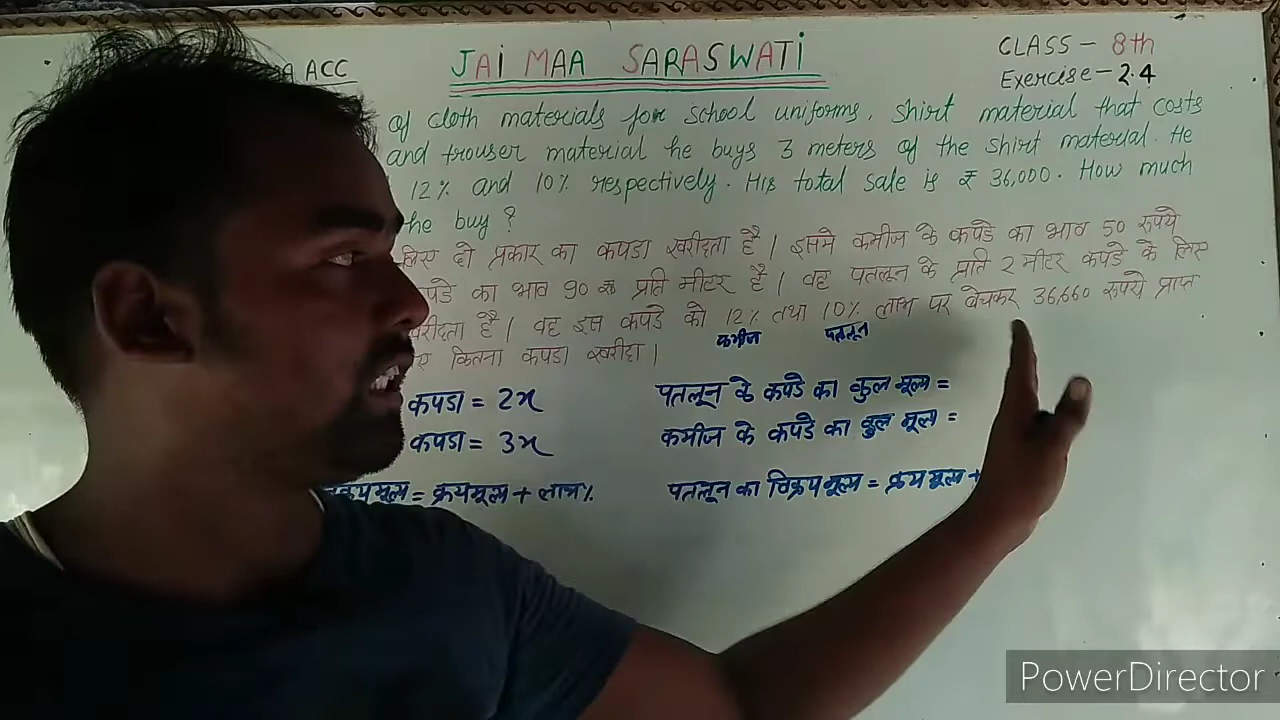 A ACC
JAI MAA SARASWATI
CLASS - 8th
Exercise - 2.4
of cloth materials for school uniforms, shirt material that costs
and trouser material he buys 3 meters of the shirt material. He
12% and 10% respectively. His total sale is ₹ 36,000. How much
he buy ?
लिए दो प्रकार का कपडा खरीदता है । इसमे कमीज के कपडे का भाव 50 रुपये
पडे का भाव 90 रू प्रति मीटर है । वह पतलून के प्रति 2 मीटर कपडे के लिए
खरीदता है । वह इस कपडे को 12% तथा 10% लाभ पर बेचकर 36,660 रुपये प्राप्त
कमीज पतलून
ए कितना कपडा खरीदा ।
कपडा = 2x
पतलून के कपडे का कुल मूल्य =
कपडा = 3x
कमीज के कपडे का कुल मूल्य =
क्रयमूल्य = क्रयमूल्य + लाभ%
पतलून का विक्रयमूल्य = क्रयमूल्य +
PowerDirector